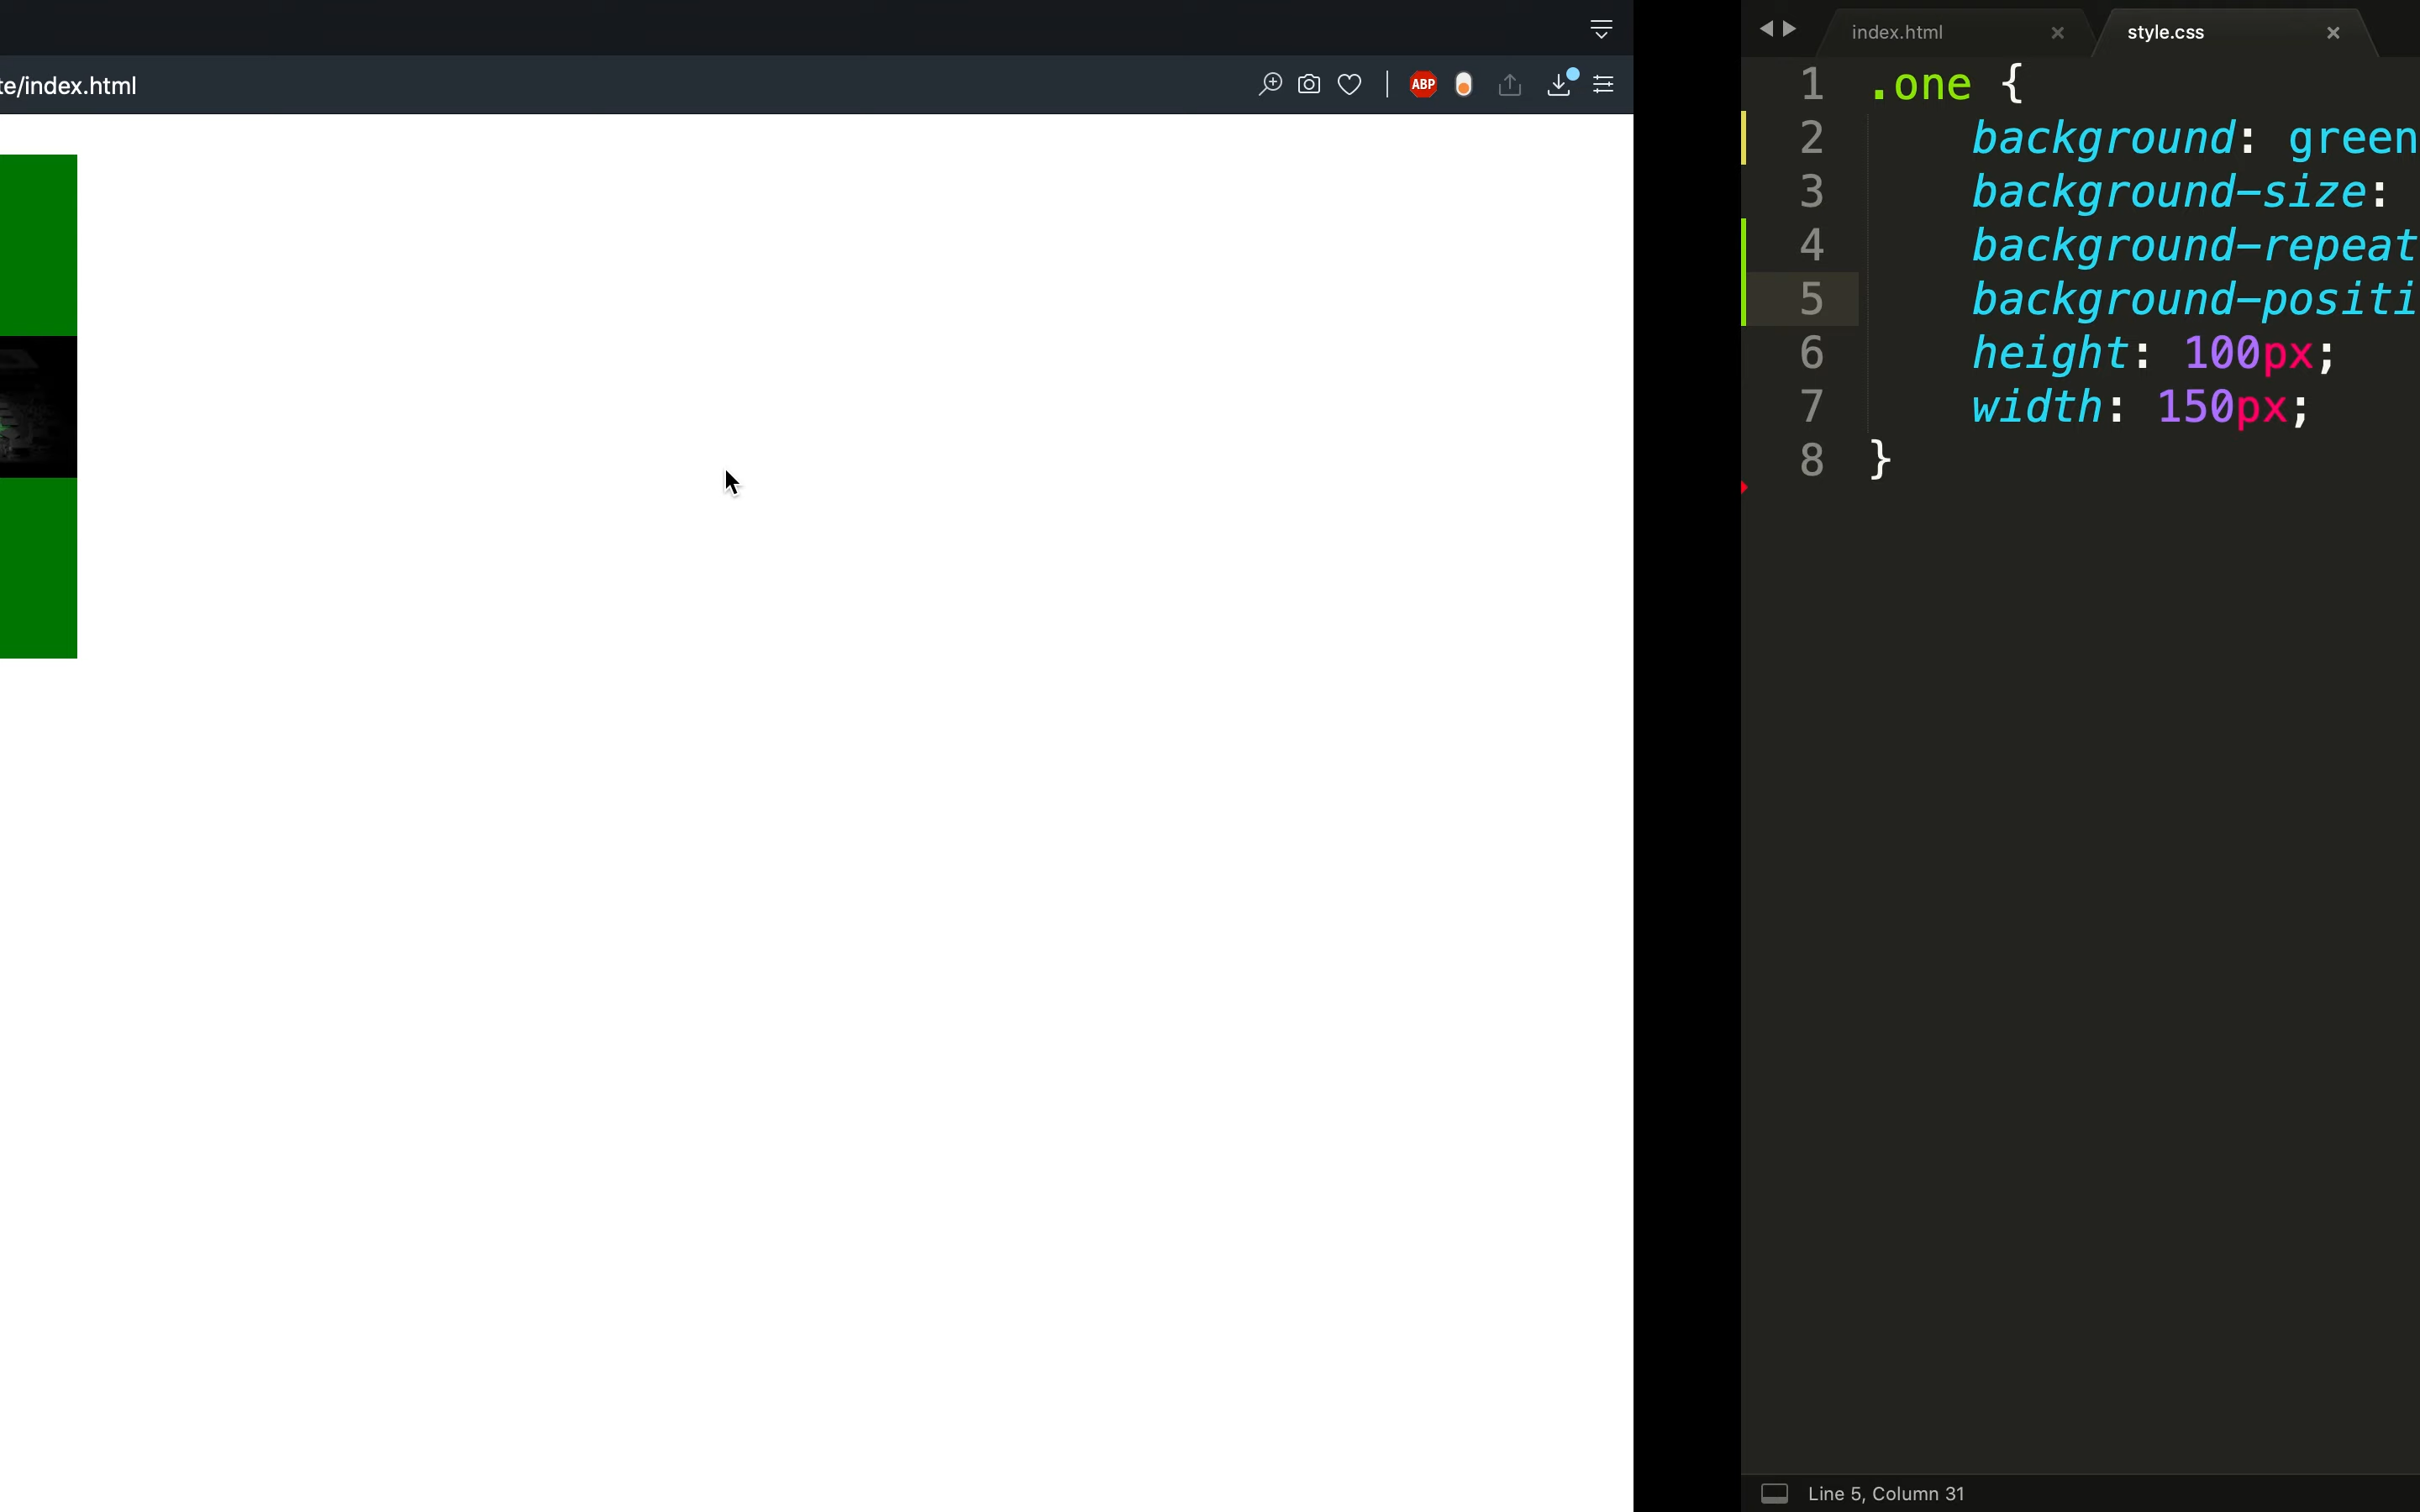 te/index.html
ABP
index.html
style.css
1 .one {
2 background: green
3 background-size:
4 background-repeat
5 background-positi
6 height: 100px;
7 width: 150px;
8 }
Line 5, Column 31